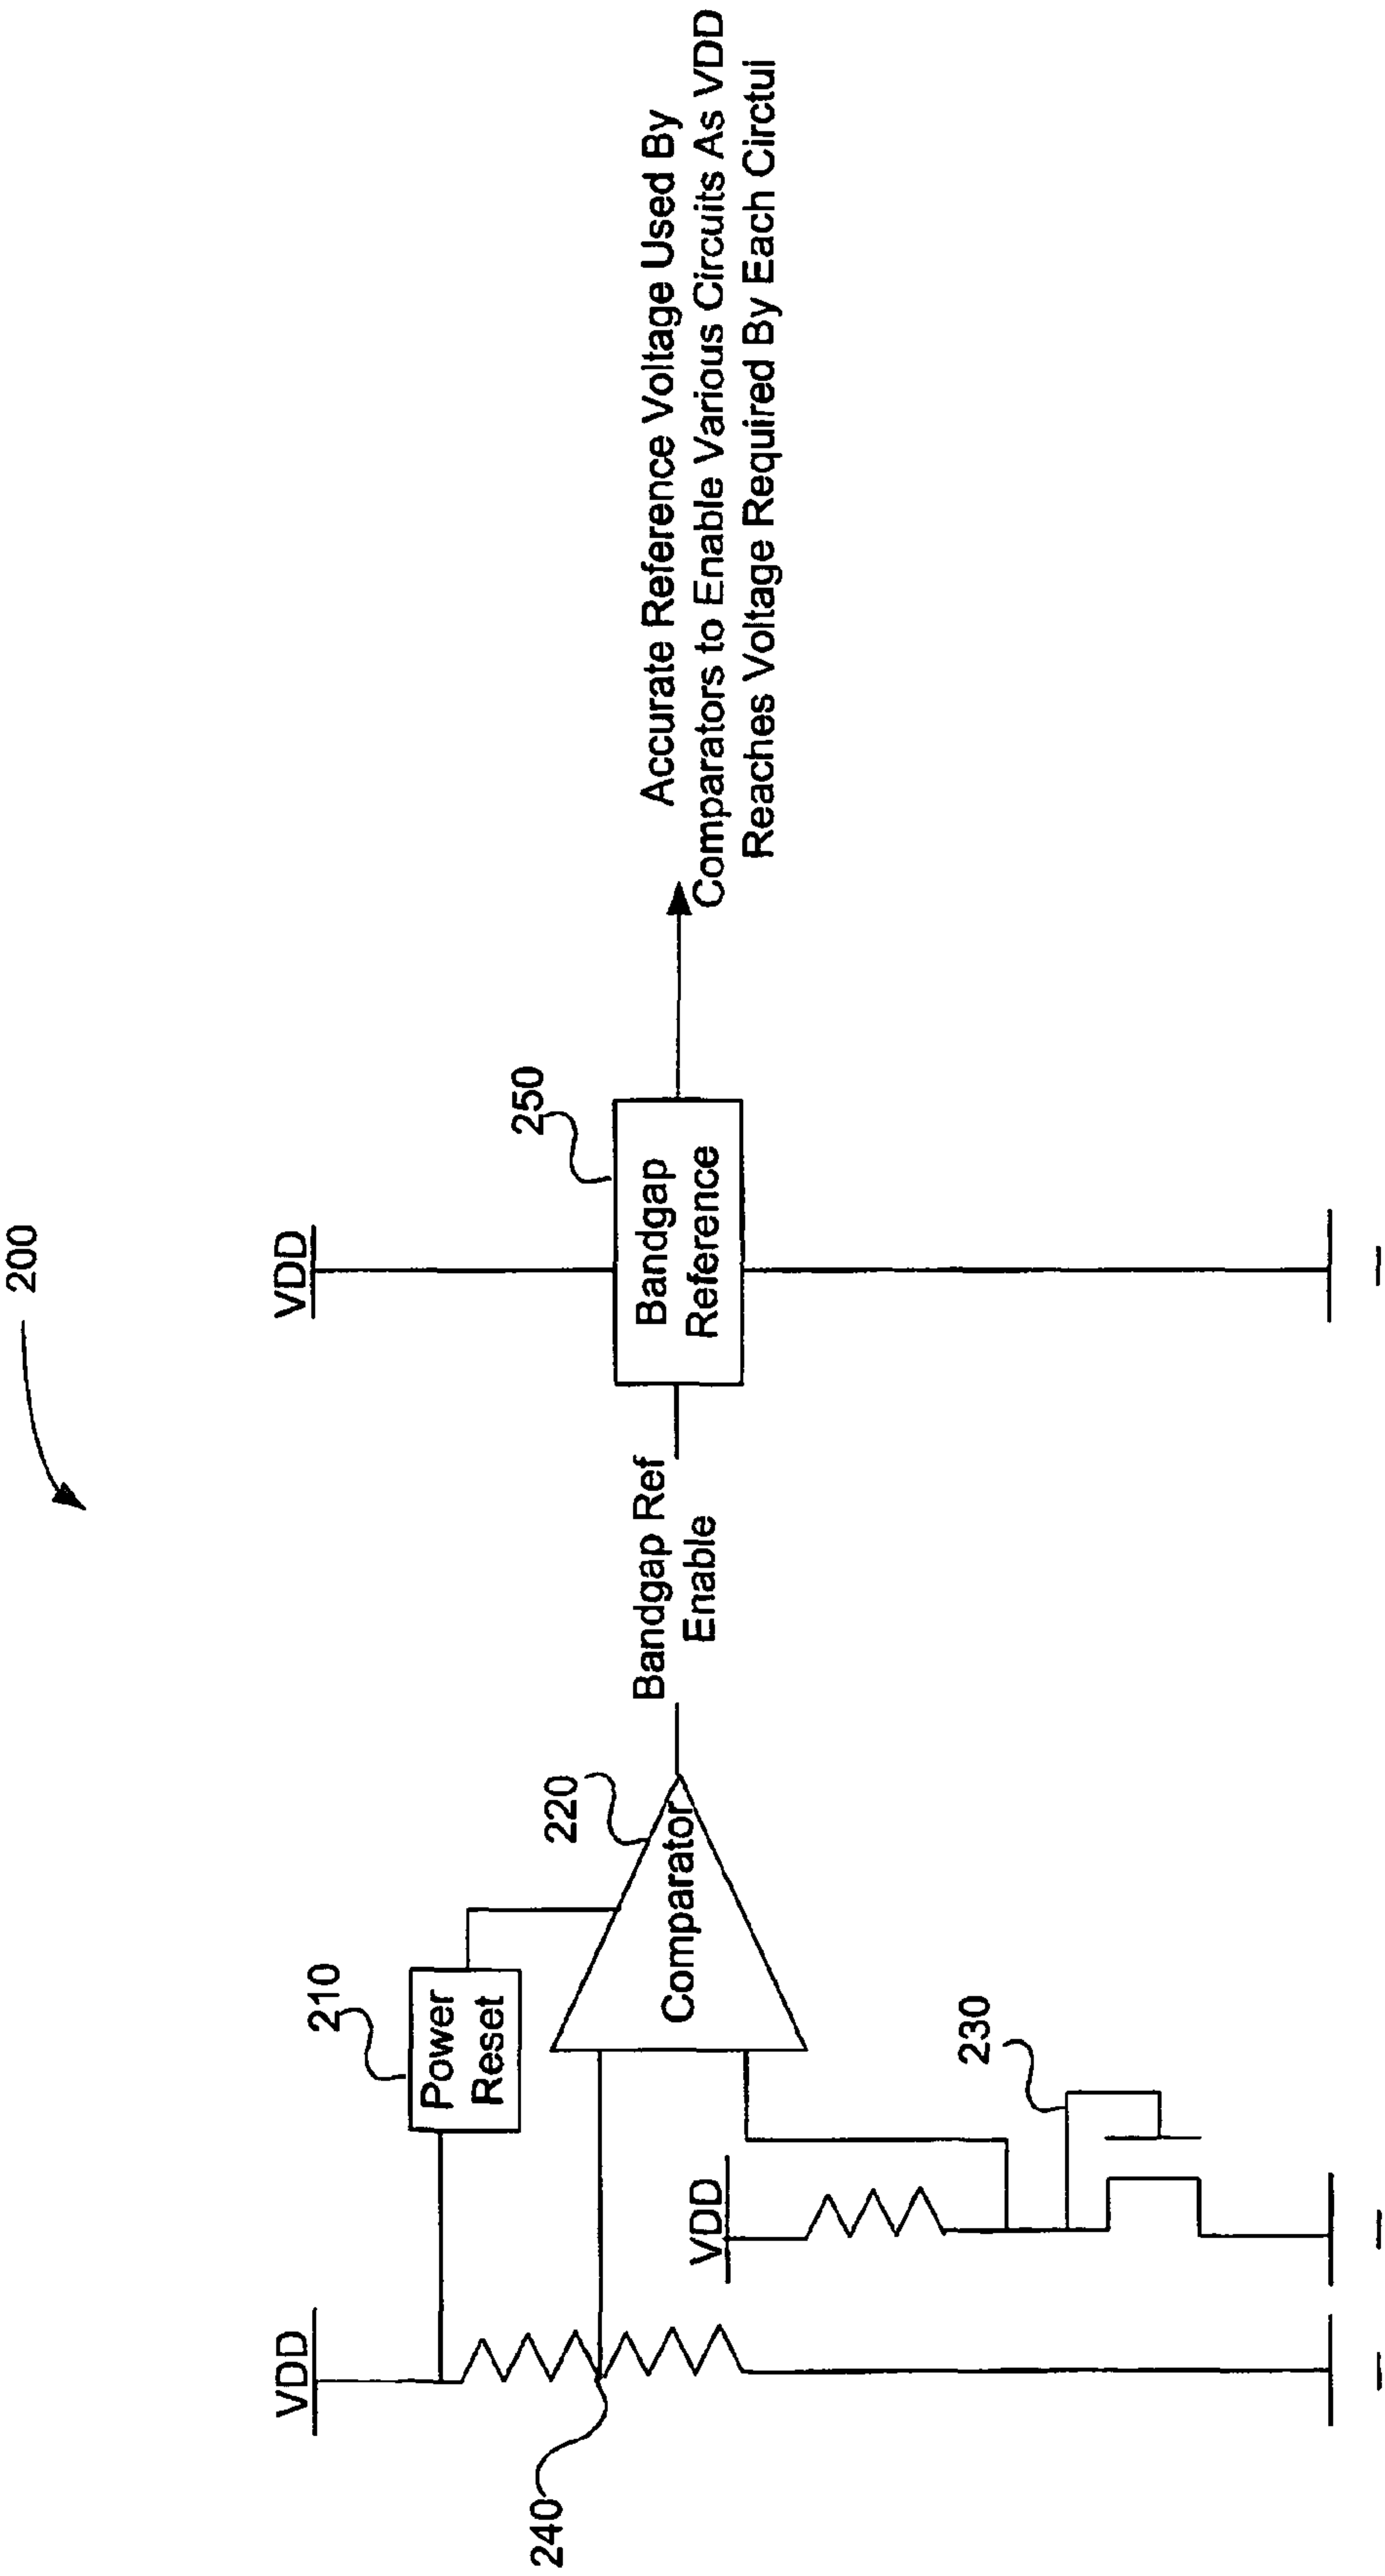 200
VDD
240
VDD
210
Power
Reset
220
Comparator
230
Bandgap Ref
Enable
VDD
250
Bandgap
Reference
Accurate Reference Voltage Used By
Comparators to Enable Various Circuits As VDD
Reaches Voltage Required By Each Circtui